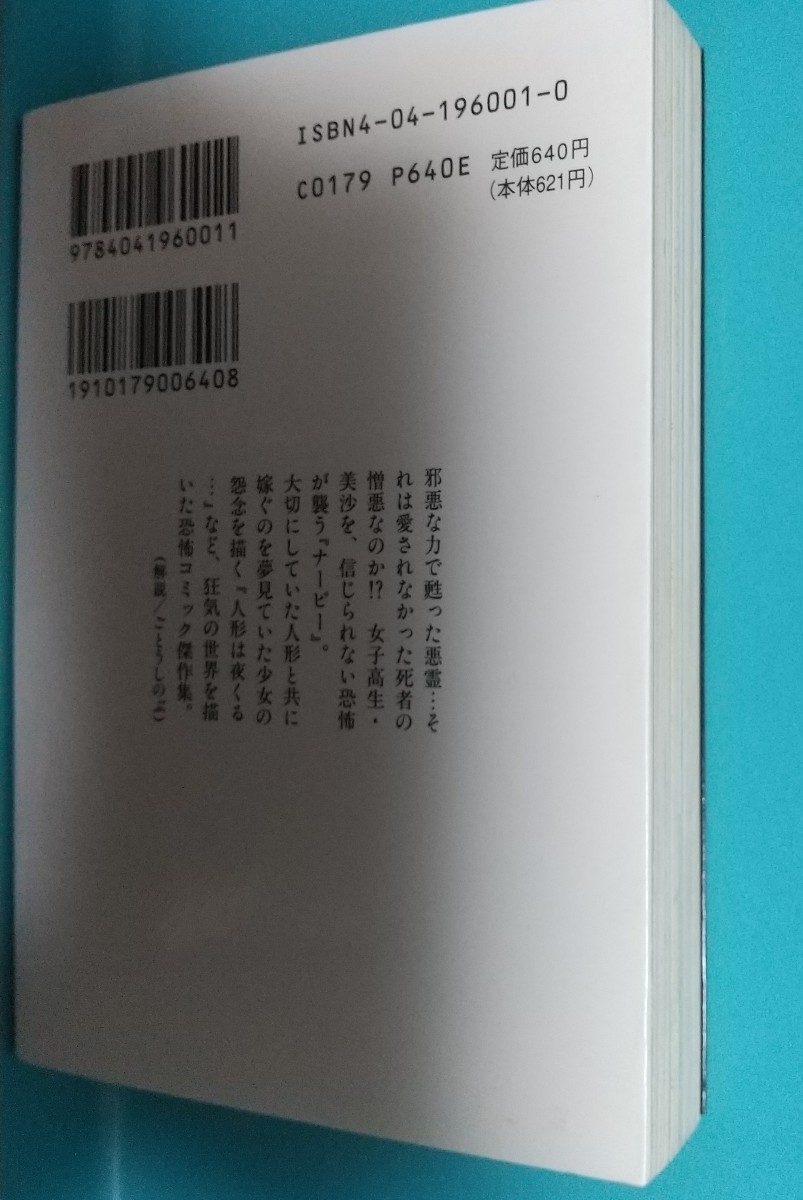 ISBN4-04-196001-0
C0179 P640E
定価640円
(本体621円)
9784041960011
1910179006408
邪悪な力で甦った悪霊…そ
れは愛されなかった死者の
憎悪なのか!? 女子高生・
美沙を、信じられない恐怖
が襲う『ナービー』。
大切にしていた人形と共に
嫁ぐのを夢見ていた少女の
怨念を描く『人形は夜くる
…』など、狂気の世界を描
いた恐怖コミック傑作集。
(解説/ごとうしのぶ)